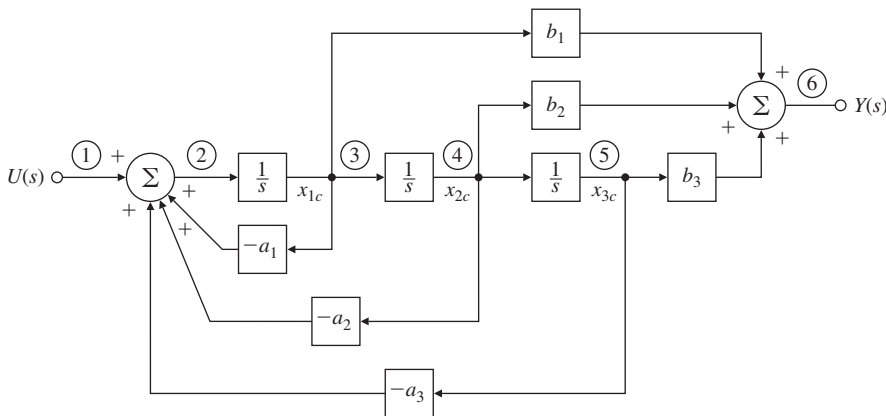 b₁
+
⑥
b₂
Σ
Y(s)
+
+
①
②
③
④
⑤
U(s)
+
Σ
1/s
x₁c
1/s
x₂c
1/s
x₃c
b₃
+
+
+
−a₁
−a₂
−a₃